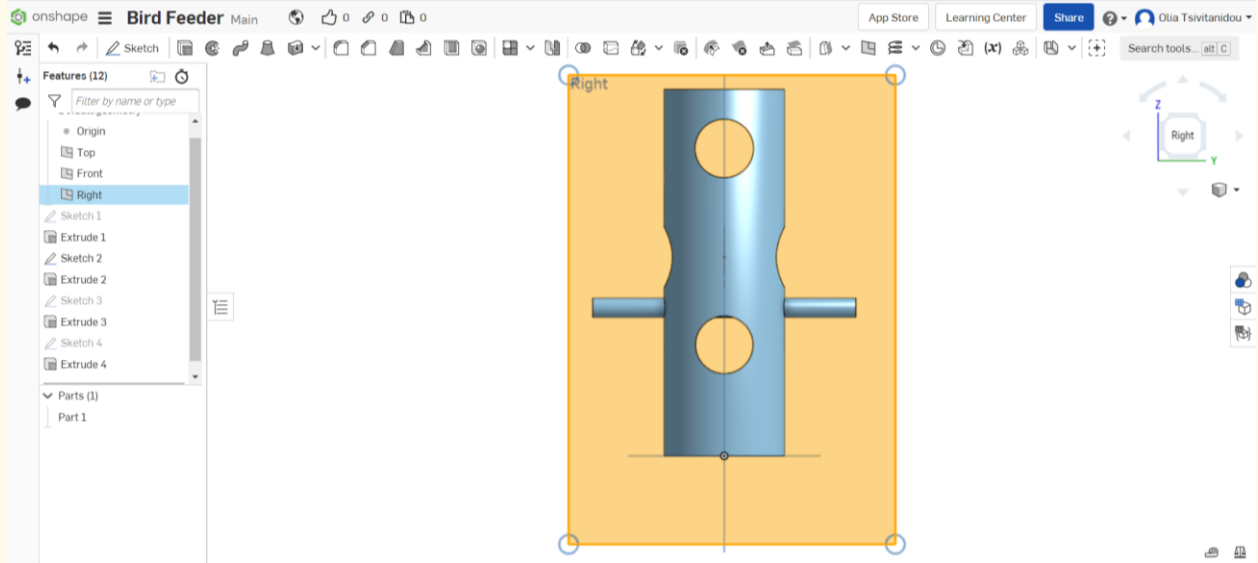 onshape Bird Feeder Main 0 0 0 App Store Learning Center Share Olia Tsivitanidou
Sketch (x) Search tools... alt C
Features (12)
Filter by name or type
Origin
Top
Front
Right
Sketch 1
Extrude 1
Sketch 2
Extrude 2
Sketch 3
Extrude 3
Sketch 4
Extrude 4
Parts (1)
Part 1
Right
Z
Right
Y